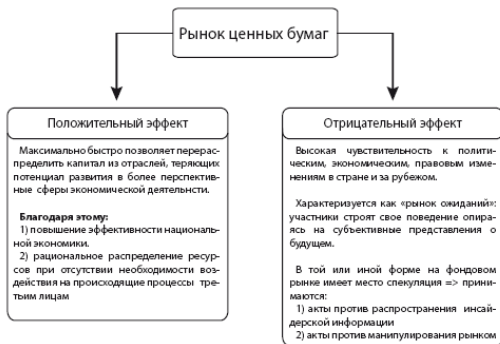 Рынок ценных бумаг
Положительный эффект
Максимально быстро позволяет перерас-
пределить капитал из отраслей, теряющих
потенциал развития в более перспектив-
ные сферы экономической деятельнсти.
Благодаря этому:
1) повышение эффективности националь-
ной экономики.
2) рациональное распределение ресур-
сов при отсутствии необходимости воз-
действия на происходящие процессы тре-
тьим лицам
Отрицательный эффект
Высокая чувствительность к полити-
ческим, экономическим, правовым изме-
нениям в стране и за рубежом.
Характеризуется как «рынок ожиданий»:
участники строят свое поведение опира-
ясь на субъективные представления о
будущем.
В той или иной форме на фондовом
рынке имеет место спекуляция => прини-
маются:
1) акты против распространения инсай-
дерской информации
2) акты против манипулирования рынком